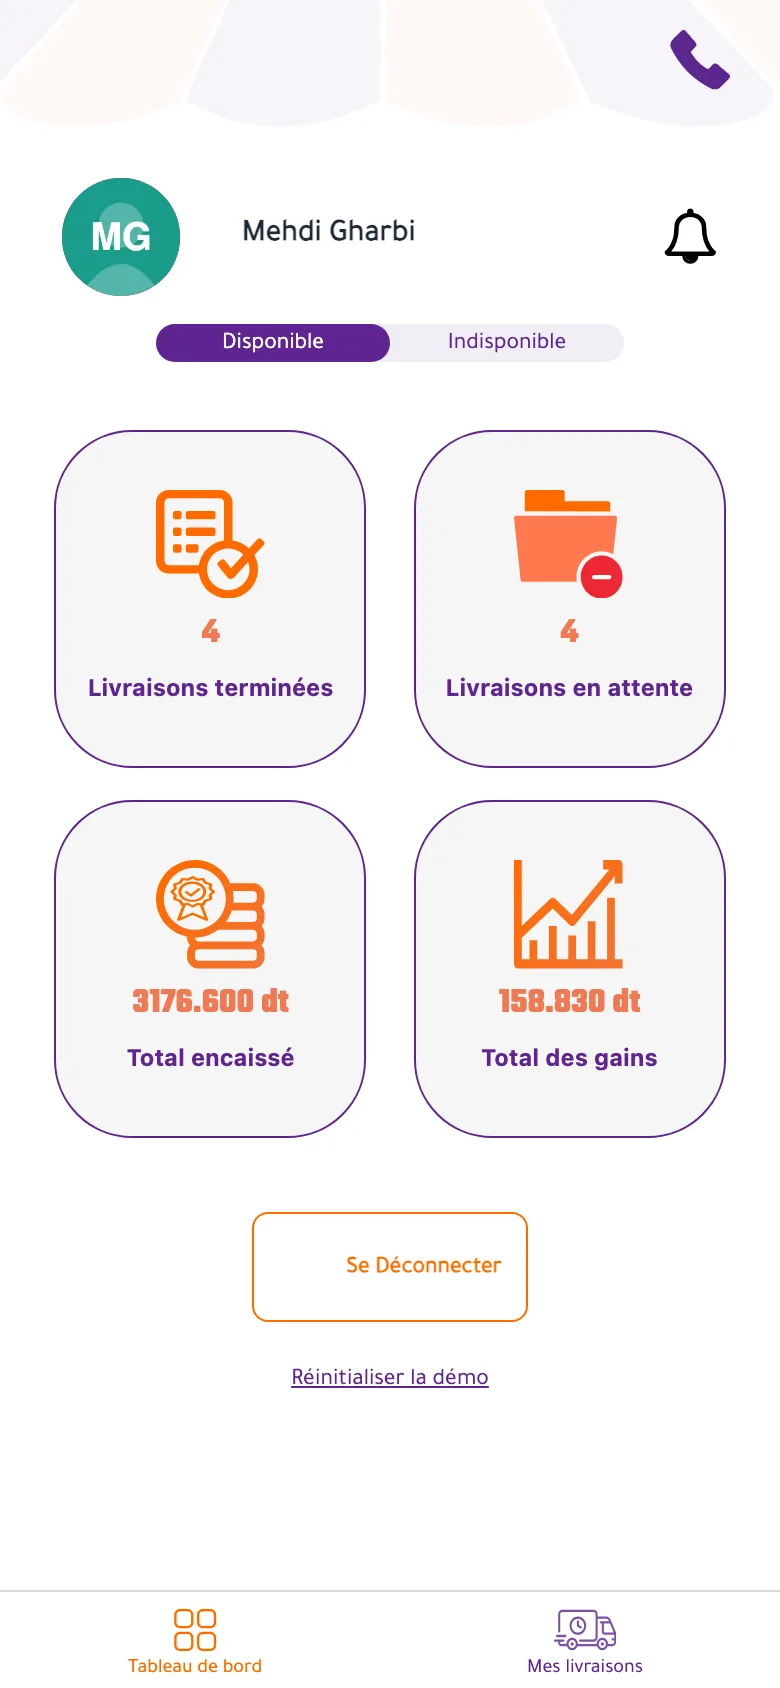 MG
Mehdi Gharbi
Disponible
Indisponible
4
Livraisons terminées
4
Livraisons en attente
3176.600 dt
Total encaissé
158.830 dt
Total des gains
Se Déconnecter
Réinitialiser la démo
Tableau de bord
Mes livraisons